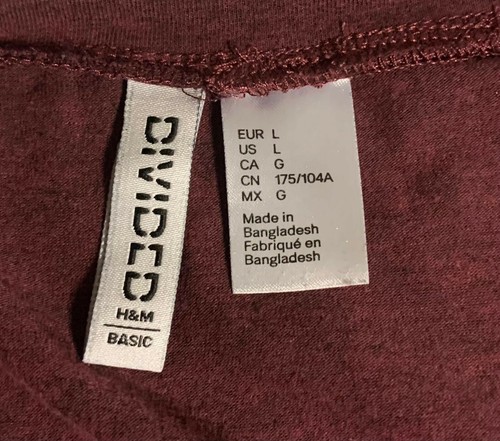 DIVIDED
H&M
BASIC
EUR L
US L
CA G
CN 175/104A
MX G
Made in
Bangladesh
Fabriqué en
Bangladesh